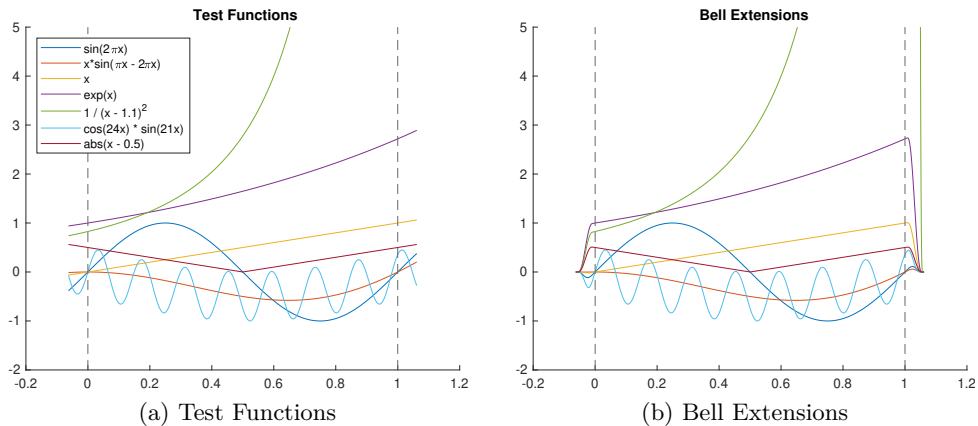 Test Functions
5
4
3
2
1
0
-1
-2
sin(2πx)
x*sin(πx - 2πx)
x
exp(x)
1 / (x - 1.1)²
cos(24x) * sin(21x)
abs(x - 0.5)
-0.2 0 0.2 0.4 0.6 0.8 1 1.2
(a) Test Functions
Bell Extensions
5
4
3
2
1
0
-1
-2
-0.2 0 0.2 0.4 0.6 0.8 1 1.2
(b) Bell Extensions